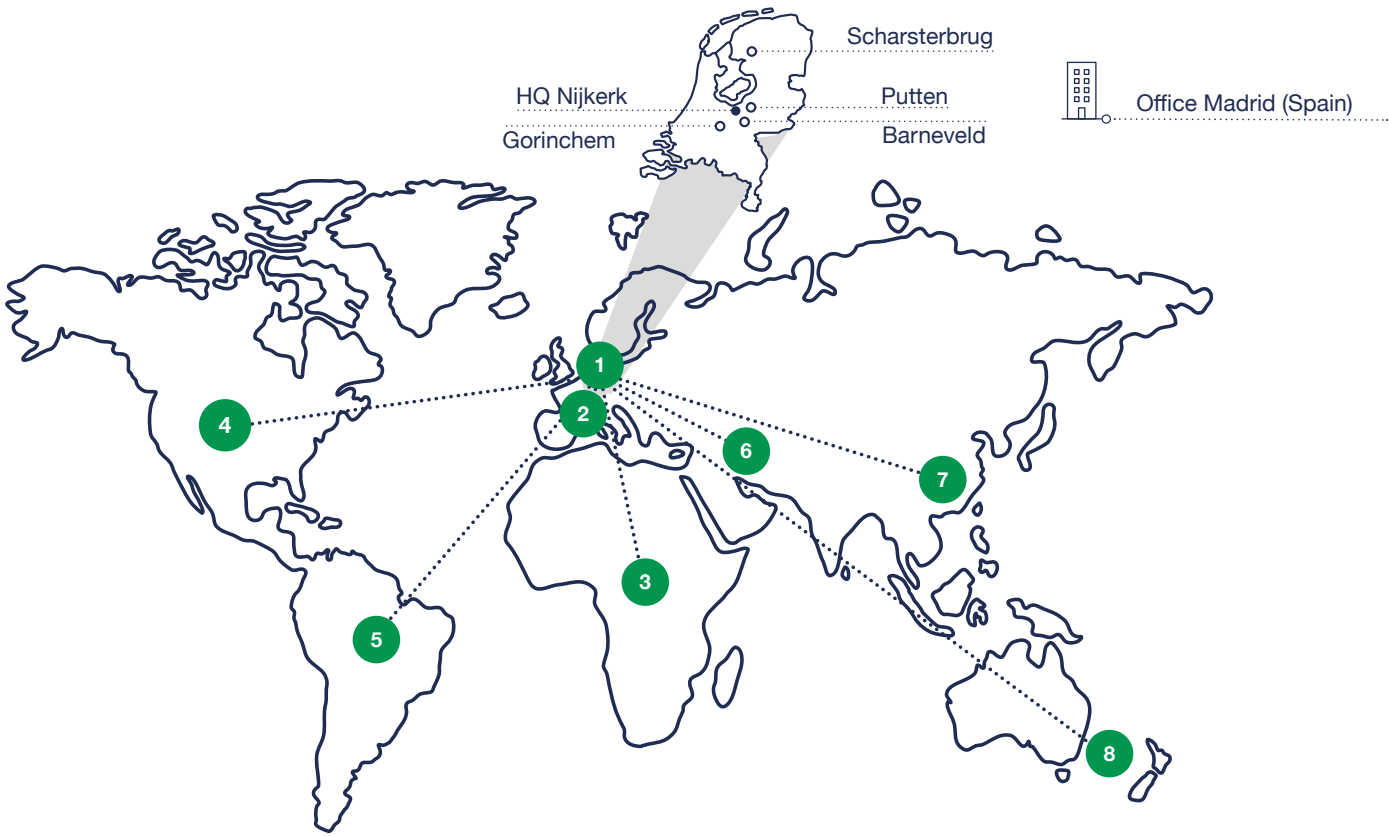 Scharsterbrug
HQ Nijkerk
Putten
Office Madrid (Spain)
Gorinchem
Barneveld
1
2
4
6
7
3
5
8